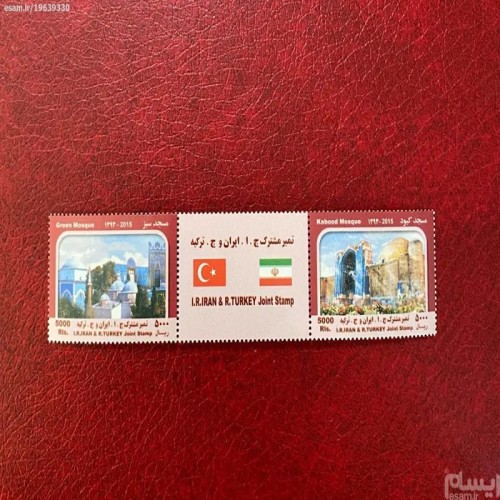 esam.ir/19639330
Green Mosque ۱۳۹۴-2015 مسجد سبز
5000 تمبر مشترک ج . ا . ایران و ج . ترکیه ۵۰۰۰
Rls. I.R.IRAN & R.TURKEY Joint Stamp ریال
تمبر مشترک ج . ا . ایران و ج . ترکیه
I.R.IRAN & R.TURKEY Joint Stamp
Kabood Mosque ۱۳۹۴-2015 مسجد کبود
5000 تمبر مشترک ج . ا . ایران و ج . ترکیه ۵۰۰۰
Rls. I.R.IRAN & R.TURKEY Joint Stamp ریال
ایسام
esam.ir